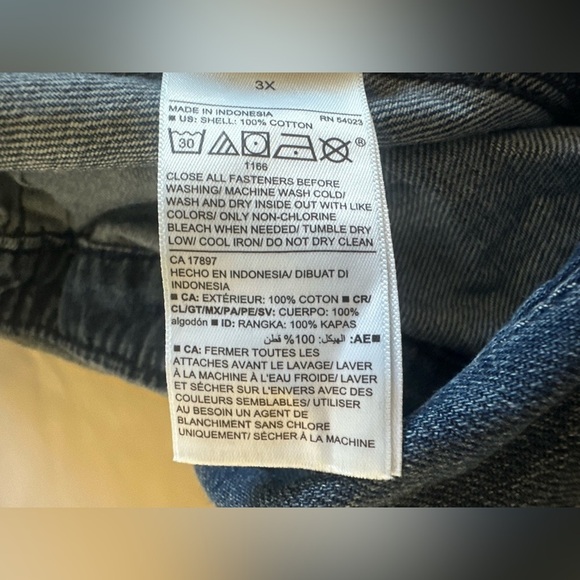 3X
MADE IN INDONESIA RN 54023
■ US: SHELL: 100% COTTON
30 ®
1166
CLOSE ALL FASTENERS BEFORE
WASHING/ MACHINE WASH COLD/
WASH AND DRY INSIDE OUT WITH LIKE
COLORS/ ONLY NON-CHLORINE
BLEACH WHEN NEEDED/ TUMBLE DRY
LOW/ COOL IRON/ DO NOT DRY CLEAN
CA 17897
HECHO EN INDONESIA/ DIBUAT DI
INDONESIA
■ CA: EXTÉRIEUR: 100% COTON ■ CR/
CL/GT/MX/PA/PE/SV: CUERPO: 100%
algodón ■ ID: RANGKA: 100% KAPAS
■AE: الهيكل: 100% قطن
■ CA: FERMER TOUTES LES
ATTACHES AVANT LE LAVAGE/ LAVER
À LA MACHINE À L'EAU FROIDE/ LAVER
ET SÉCHER SUR L'ENVERS AVEC DES
COULEURS SEMBLABLES/ UTILISER
AU BESOIN UN AGENT DE
BLANCHIMENT SANS CHLORE
UNIQUEMENT/ SÉCHER À LA MACHINE